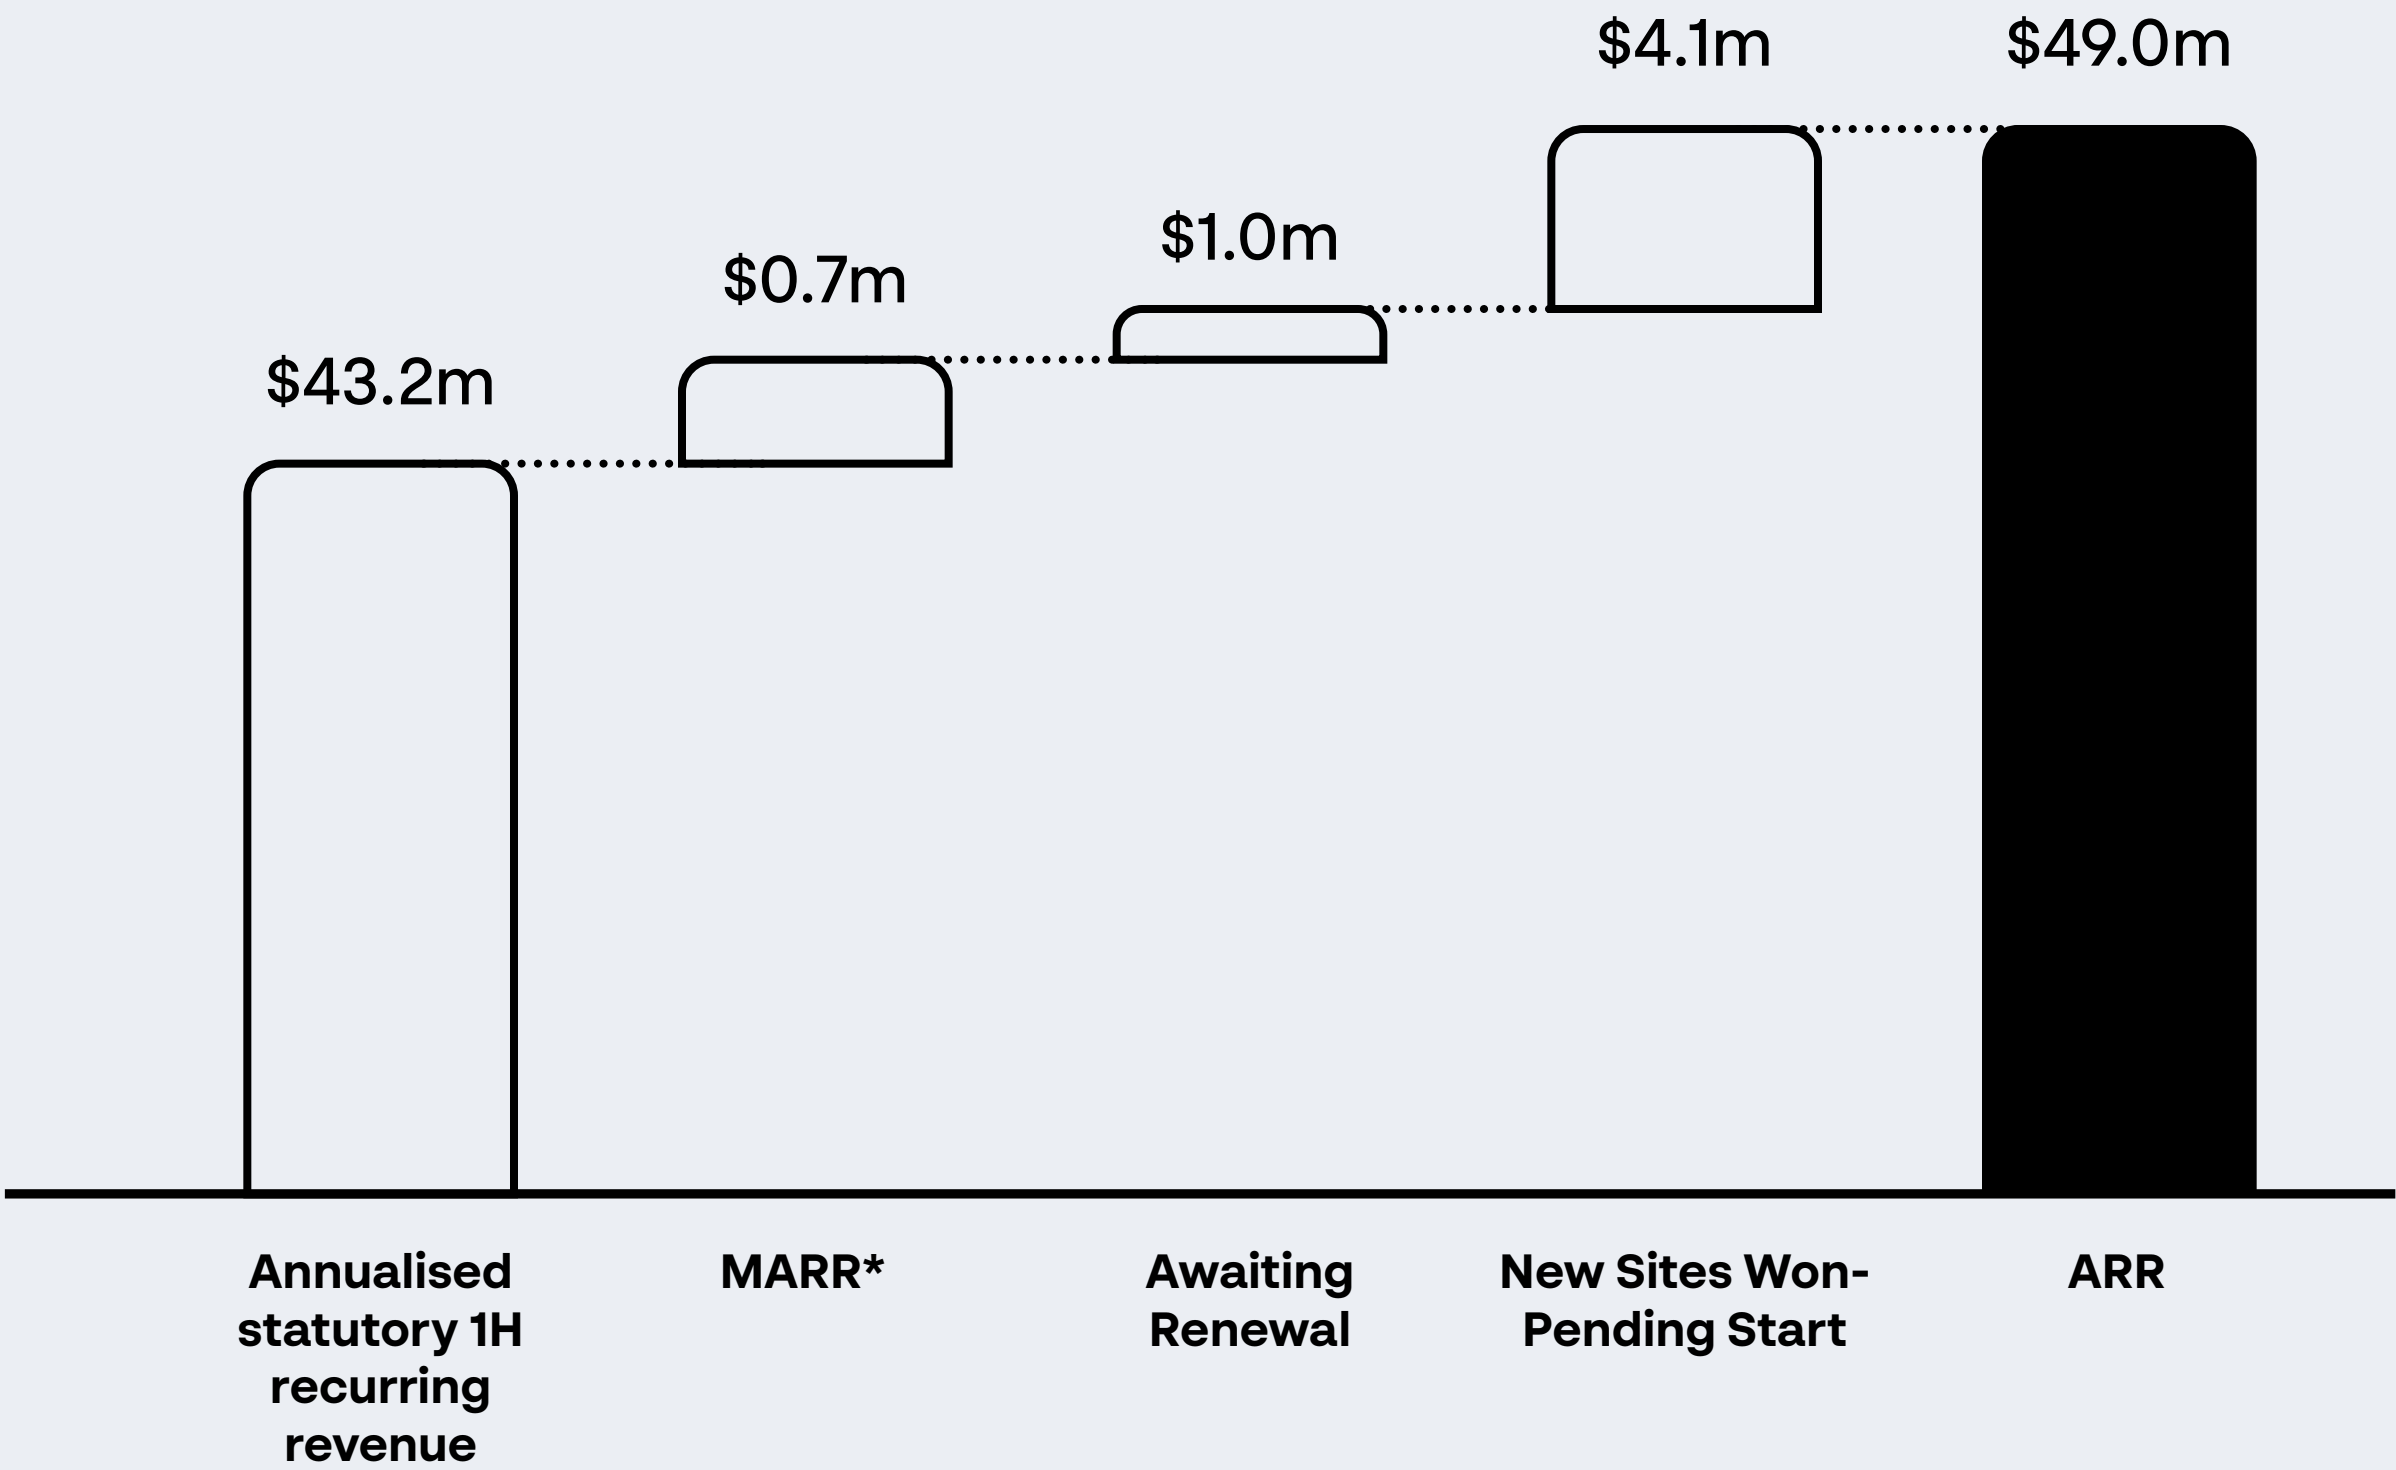 $43.2m
$0.7m
$1.0m
$4.1m
$49.0m
Annualised
statutory 1H
recurring
revenue
MARR*
Awaiting
Renewal
New Sites Won-
Pending Start
ARR